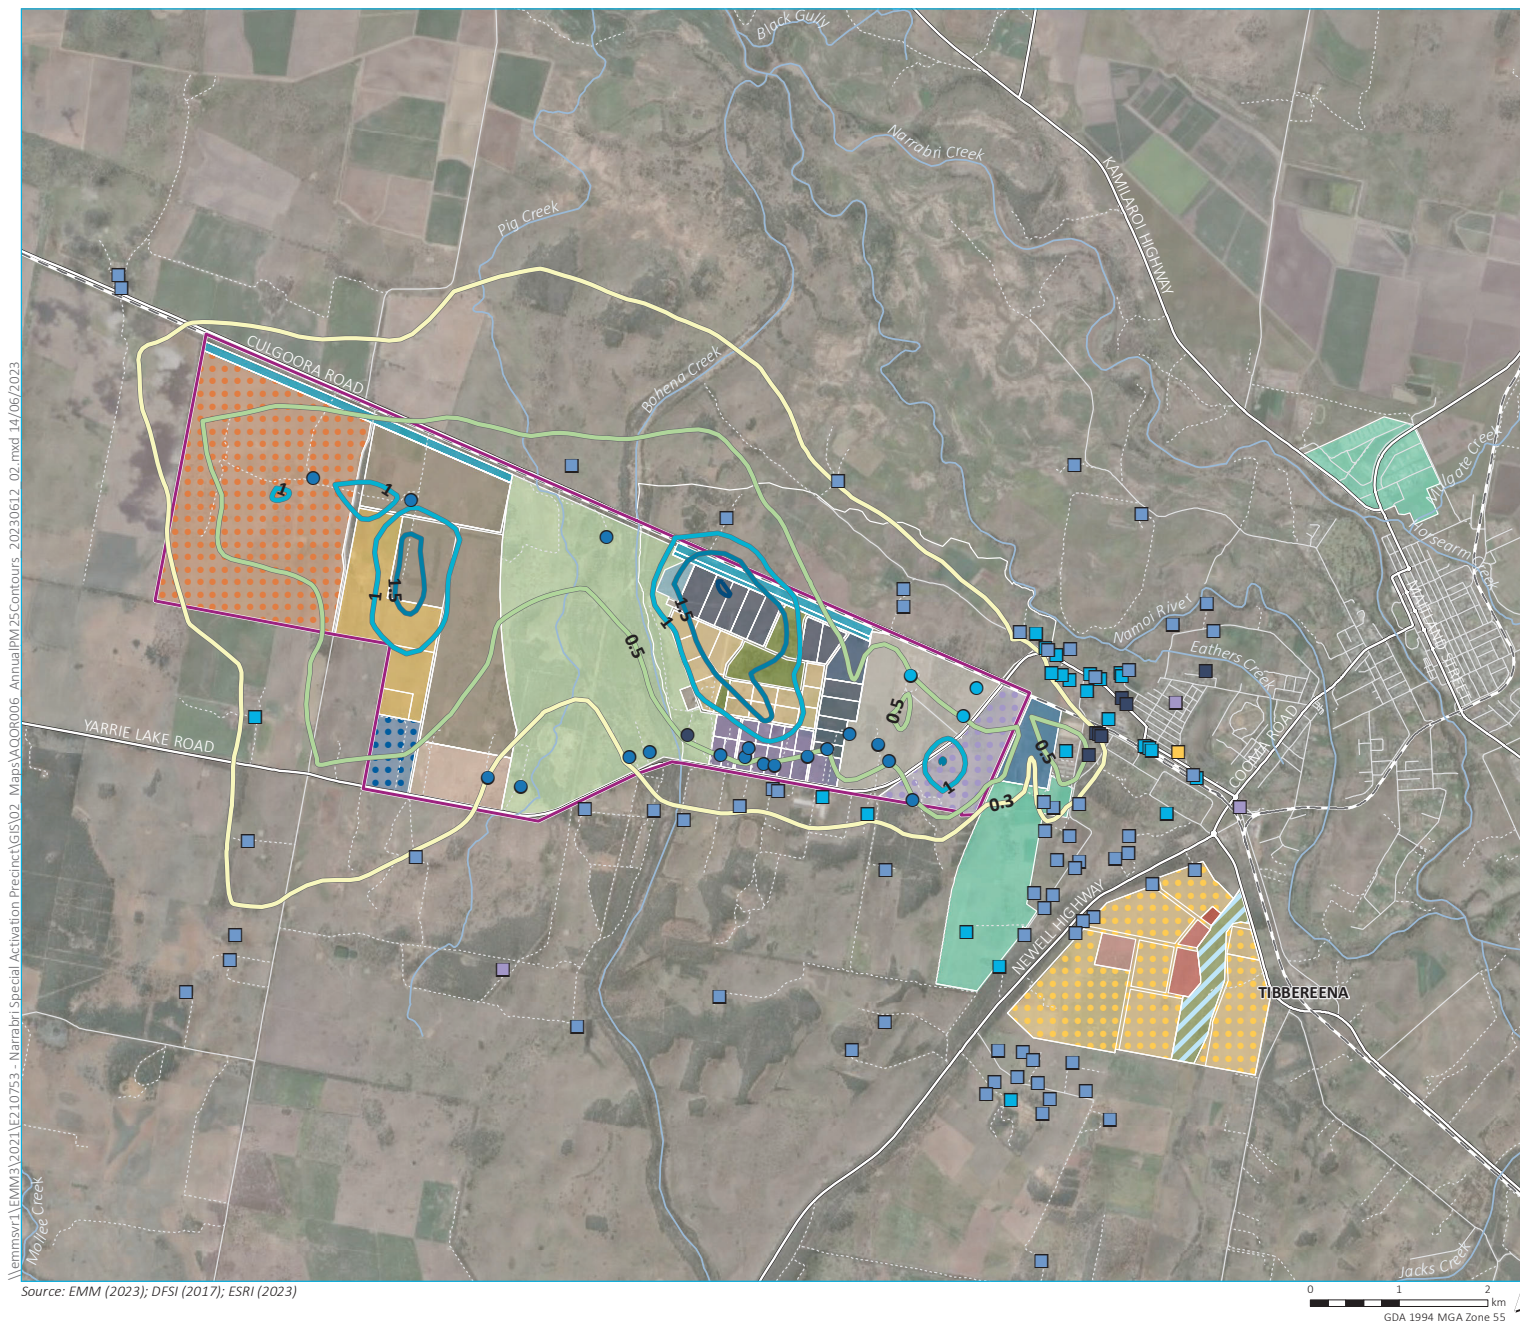 Black Gully
Narrabri Creek
KAMILAROI HIGHWAY
Pig Creek
CULGOORA ROAD
Bohena Creek
Mulgate Creek
Horsearm Creek
MAITLAND STREET
1
1
1.5
1
1.5
1
0.5
0.5
0.5
1
0.3
Namoi River
Eathers Creek
YARRIE LAKE ROAD
COOMA ROAD
NEWELL HIGHWAY
TIBBEREENA
Mollee Creek
Jacks Creek
\\emmsvr1\EMM3\2021\E210753 - Narrabri Special Activation Precinct\GIS\02_Maps\AQOR006_AnnualPM25Contours_20230612_02.mxd 14/06/2023
Source: EMM (2023); DFSI (2017); ESRI (2023)
0 1 2
km
GDA 1994 MGA Zone 55